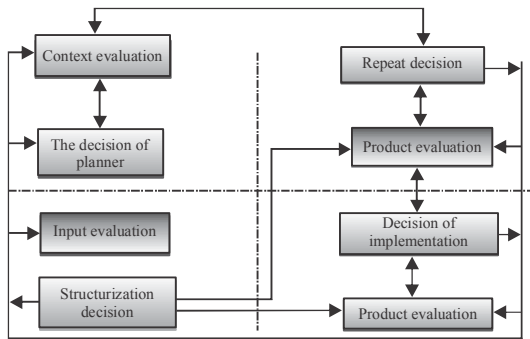 Context evaluation
Repeat decision
The decision of
planner
Product evaluation
Input evaluation
Decision of
implementation
Structurization
decision
Product evaluation